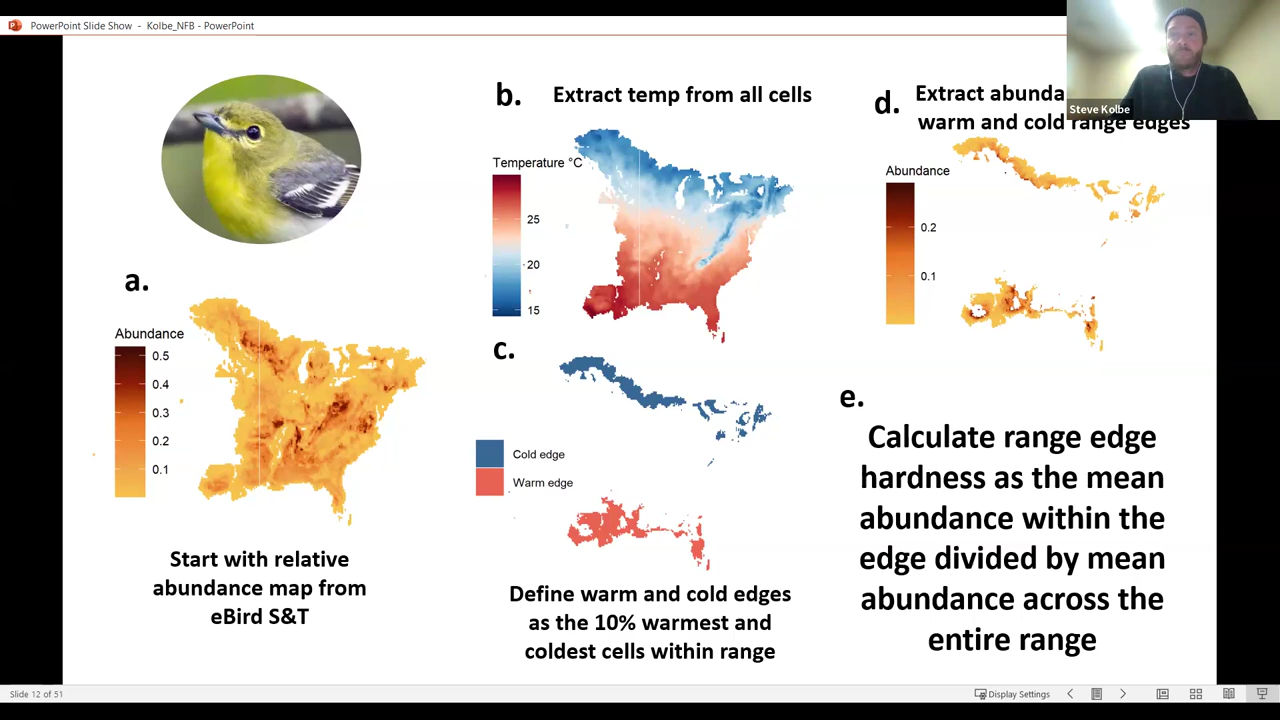 PowerPoint Slide Show - Kolbe_NFB - PowerPoint
Steve Kolbe
a.
Abundance
0.5
0.4
0.3
0.2
0.1
Start with relative
abundance map from
eBird S&T
b.
Extract temp from all cells
Temperature °C
25
20
15
c.
Cold edge
Warm edge
Define warm and cold edges
as the 10% warmest and
coldest cells within range
d.
Extract
warm and cold range edges
Abundance
0.2
0.1
e.
Calculate range edge
hardness as the mean
abundance within the
edge divided by mean
abundance across the
entire range
Slide 12 of 51
Display Settings